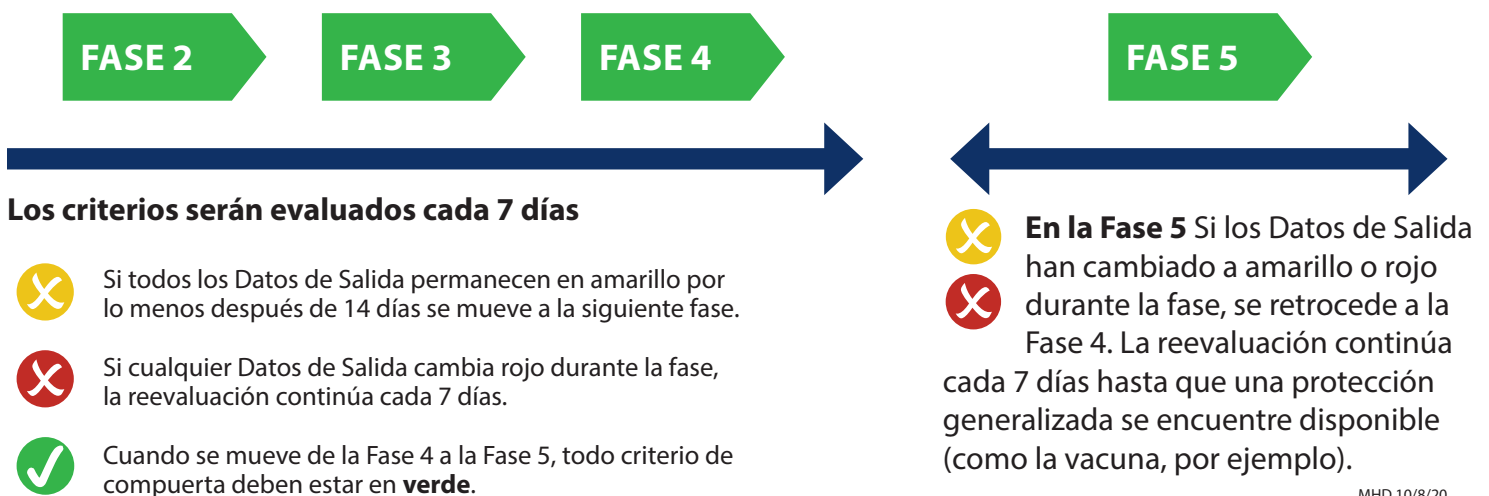 FASE 2
FASE 3
FASE 4
Los criterios serán evaluados cada 7 días
Si todos los Datos de Salida permanecen en amarillo por
lo menos después de 14 días se mueve a la siguiente fase.
Si cualquier Datos de Salida cambia rojo durante la fase,
la reevaluación continúa cada 7 días.
Cuando se mueve de la Fase 4 a la Fase 5, todo criterio de
compuerta deben estar en verde.
FASE 5
En la Fase 5 Si los Datos de Salida
han cambiado a amarillo o rojo
durante la fase, se retrocede a la
Fase 4. La reevaluación continúa
cada 7 días hasta que una protección
generalizada se encuentre disponible
(como la vacuna, por ejemplo).
MHD 10/8/20